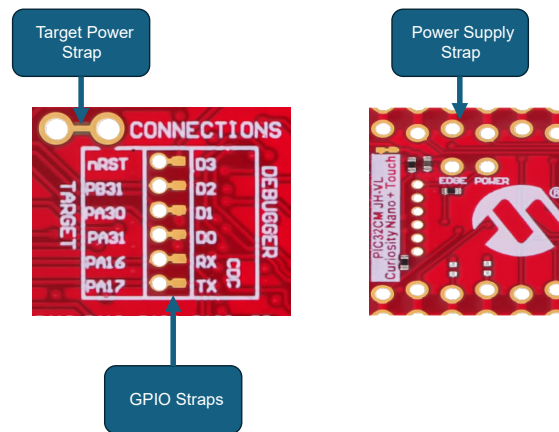 Target Power
Strap
Power Supply
Strap
CONNECTIONS
nRST D3
PB31 D2
PA30 D1
PA31 D0
PA16 RX
PA17 TX
TARGET
DEBUGGER
CDC
EDGE POWER
PIC32CM JH-VL
Curiosity Nano + Touch
®
GPIO Straps